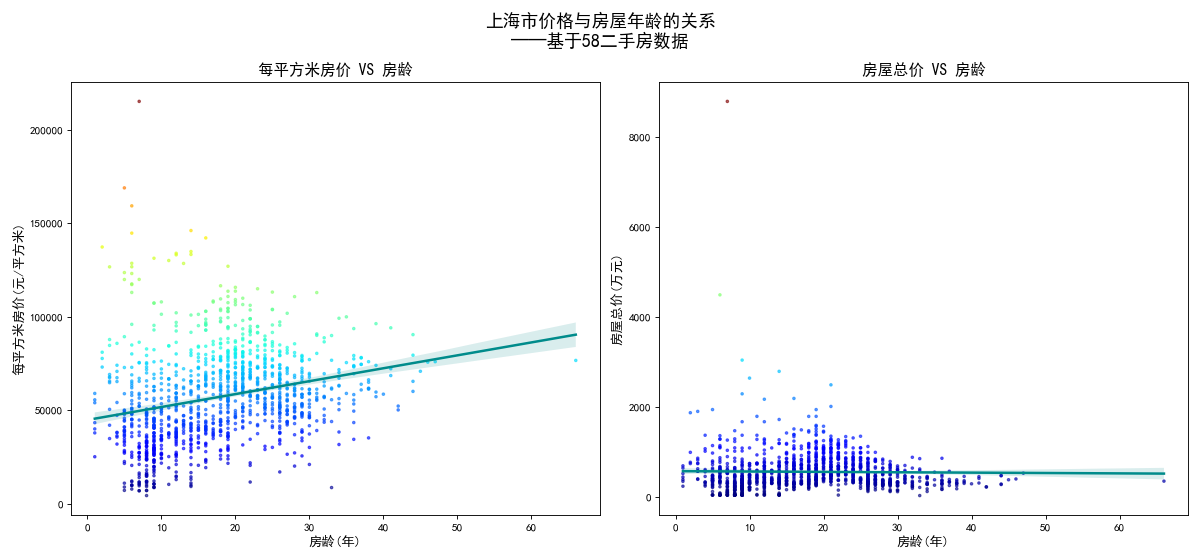 上海市价格与房屋年龄的关系
——基于58二手房数据
每平方米房价 VS 房龄
房屋总价 VS 房龄
每平方米房价(元/平方米)
200000
150000
100000
50000
0
0 10 20 30 40 50 60
房龄(年)
房屋总价(万元)
8000
6000
4000
2000
0
0 10 20 30 40 50 60
房龄(年)